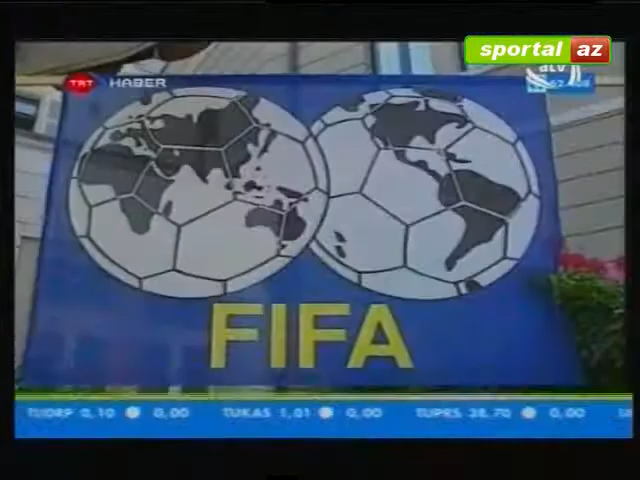 sportal az
TRT HABER
atv
FIFA
TUDRP 0,10 0,00 TUKAS 1,01 0,00 TUPRS 38,70 0,00